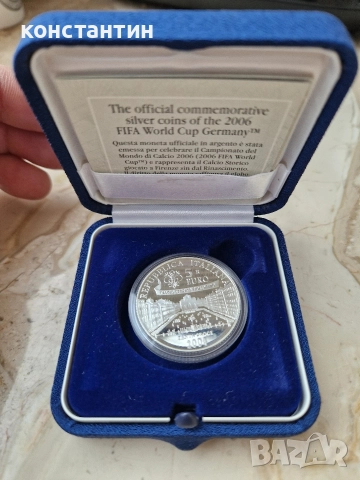 константин
The official commemorative
silver coins of the 2006
FIFA World Cup Germany™
Questa moneta ufficiale in argento è stata
emessa per celebrare il Campionato del
Mondo di Calcio 2006 (2006 FIFA World
Cup™) e rappresenta il Calcio Storico
giocato a Firenze sin dal Rinascimento
REPUBBLICA ITALIANA
5
EURO
BAZAR